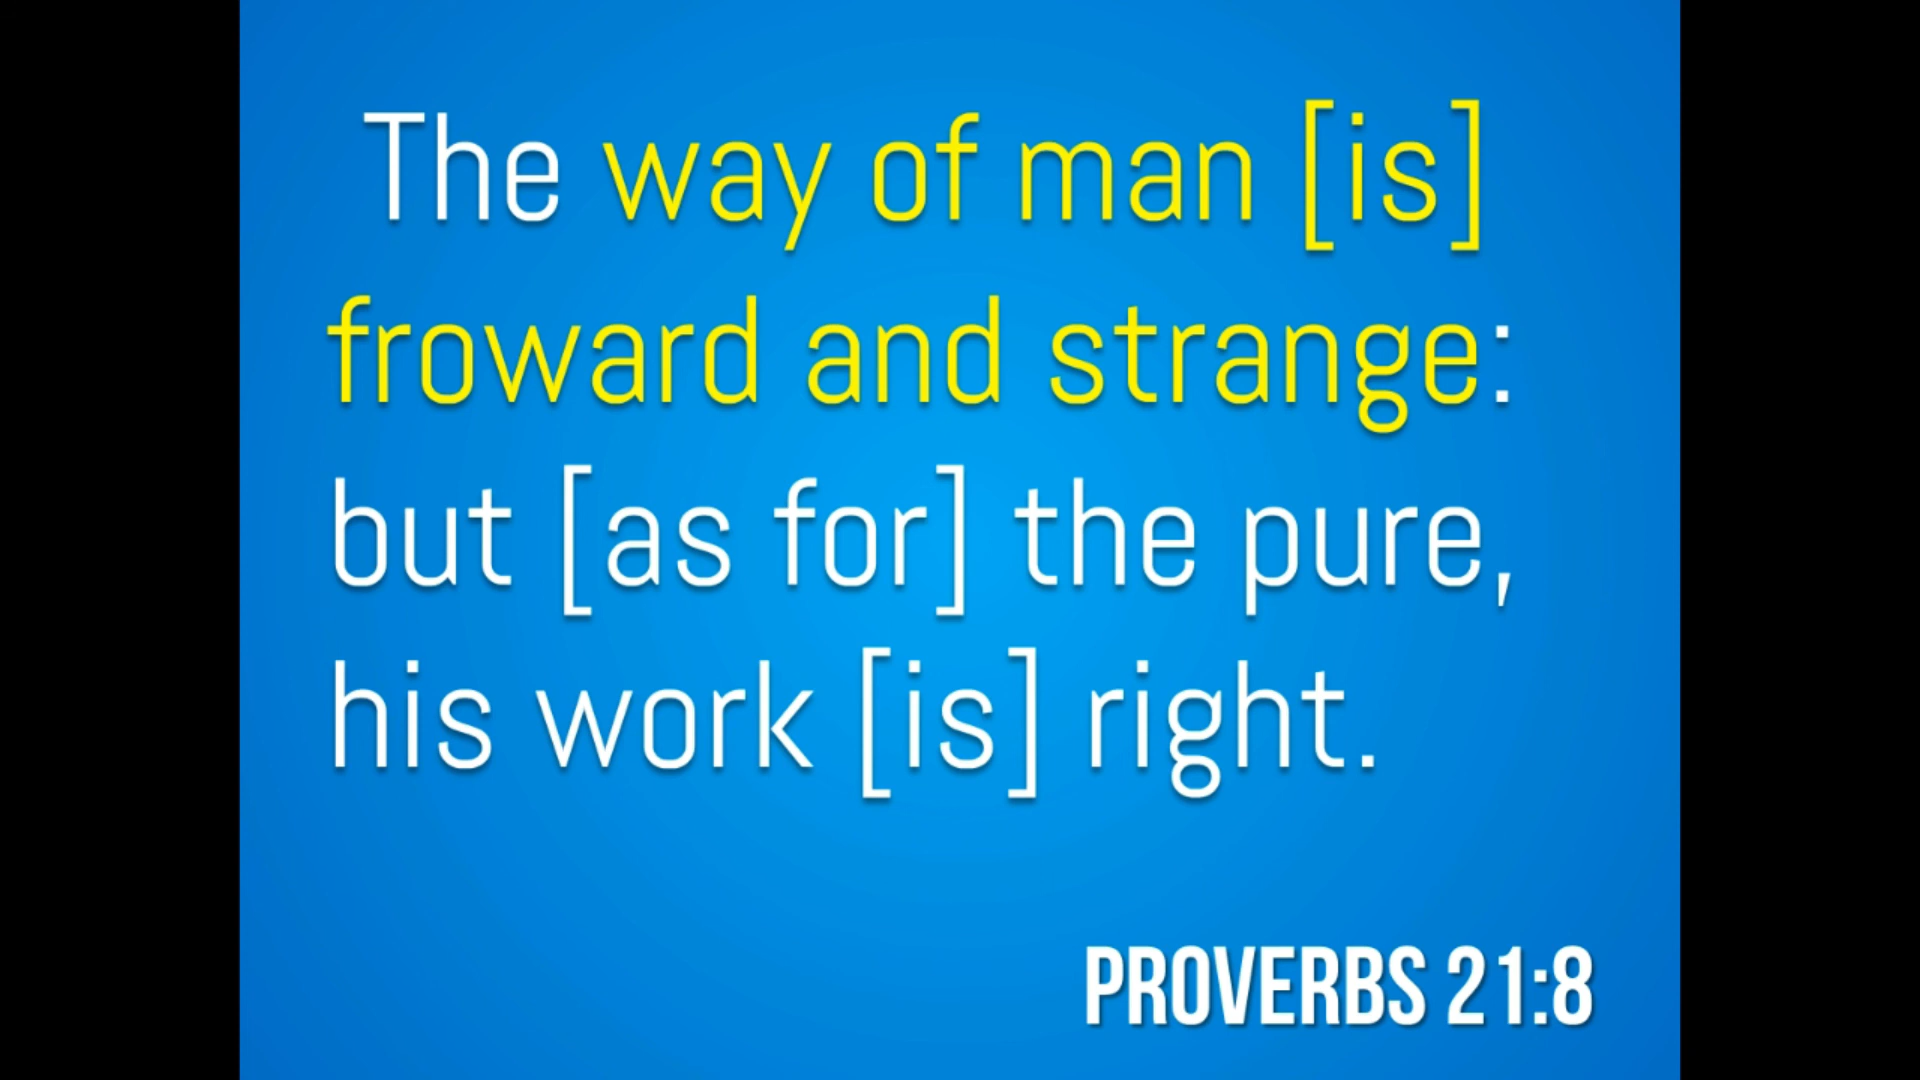 The way of man [is]
froward and strange:
but [as for] the pure,
his work [is] right.
PROVERBS 21:8